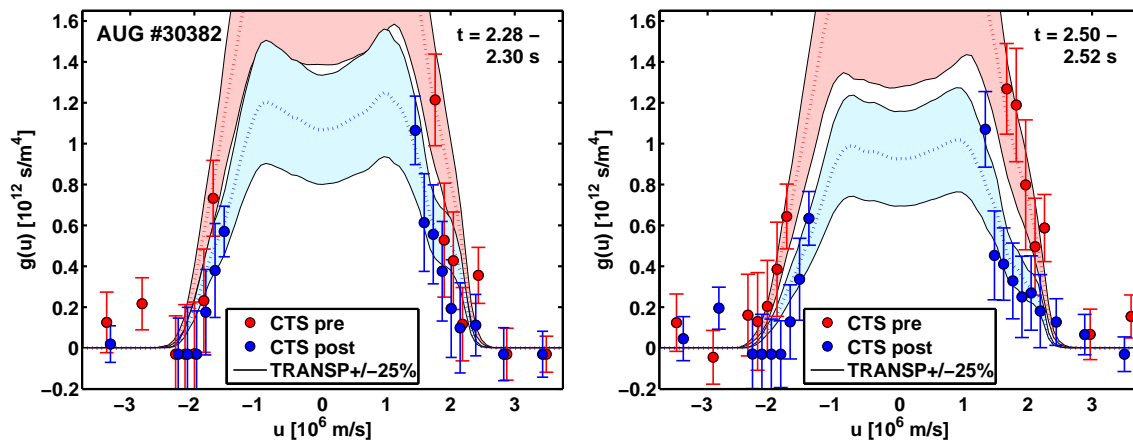 AUG #30382
t = 2.28 –
2.30 s
g(u) [10¹² s/m⁴]
1.6
1.4
1.2
1
0.8
0.6
0.4
0.2
0
−0.2
CTS pre
CTS post
TRANSP+/−25%
−3 −2 −1 0 1 2 3
u [10⁶ m/s]
t = 2.50 –
2.52 s
g(u) [10¹² s/m⁴]
1.6
1.4
1.2
1
0.8
0.6
0.4
0.2
0
−0.2
CTS pre
CTS post
TRANSP+/−25%
−3 −2 −1 0 1 2 3
u [10⁶ m/s]